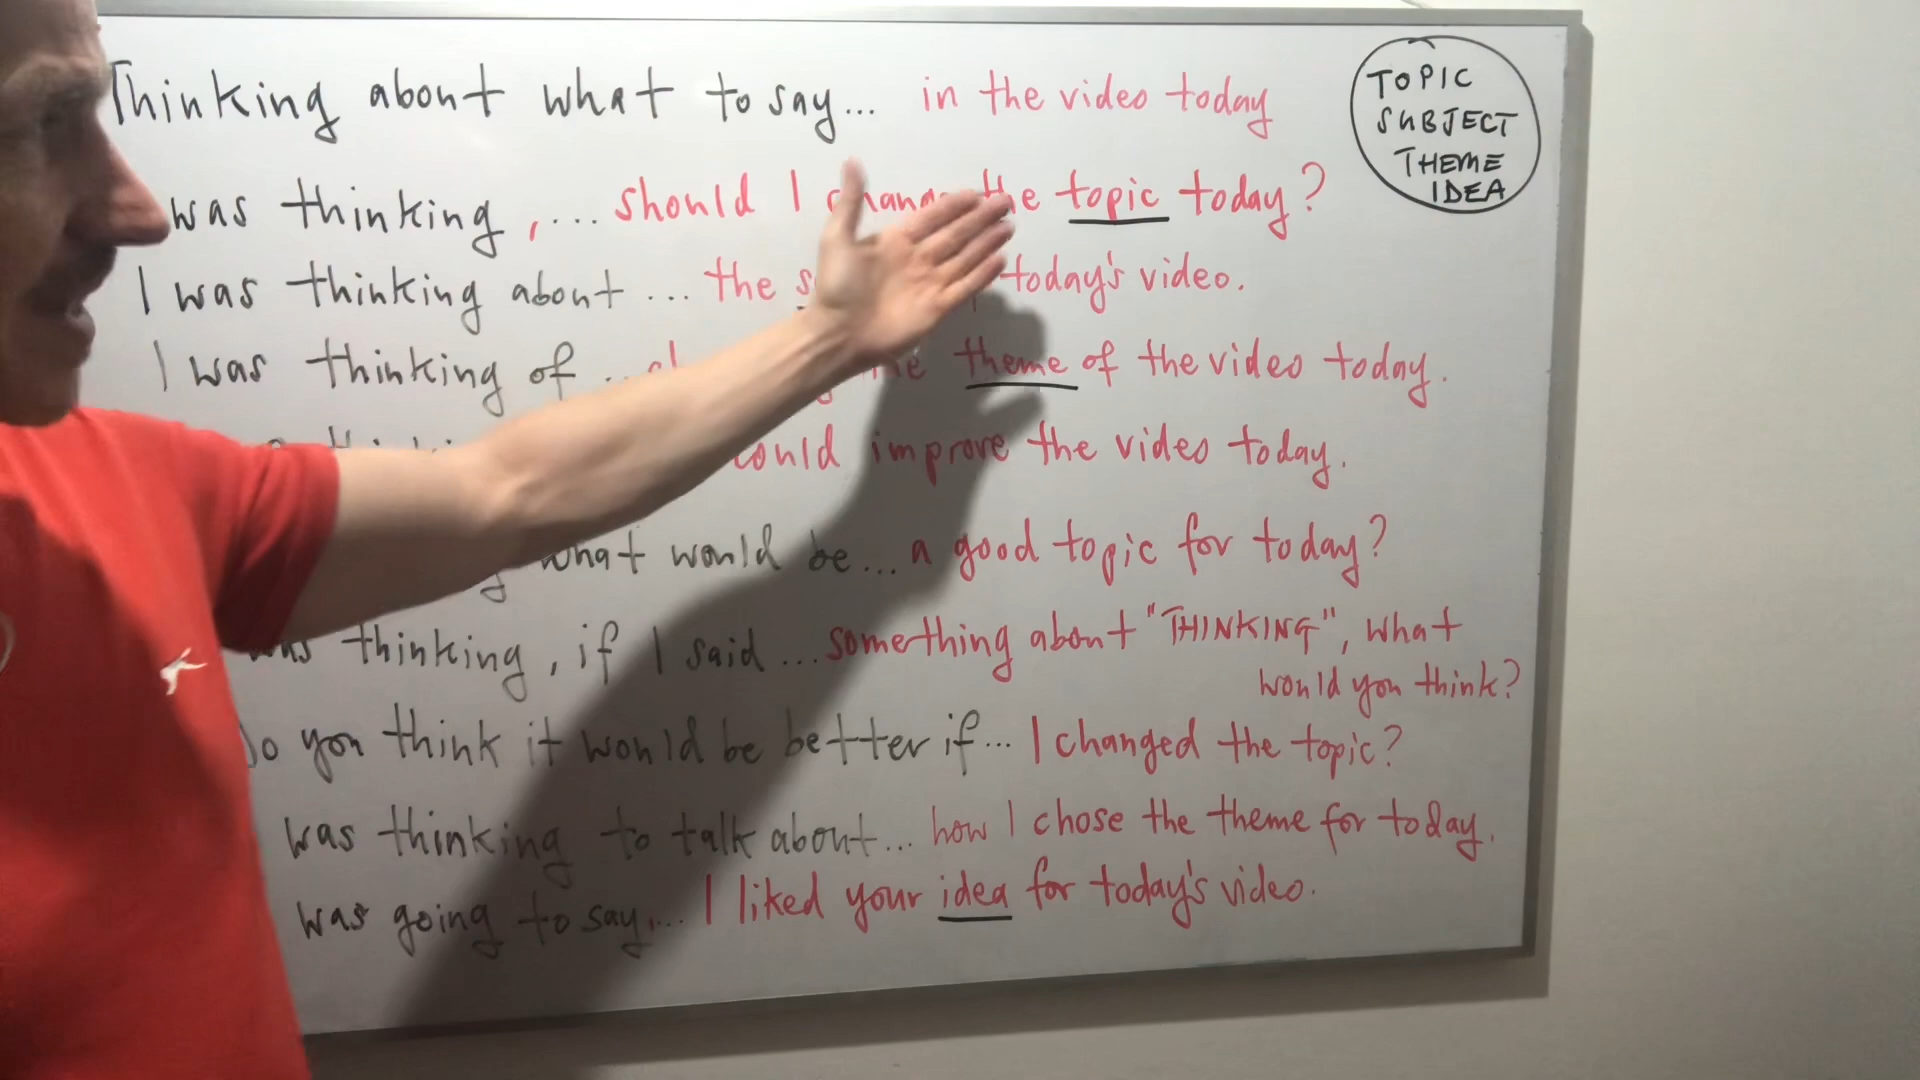 Thinking about what to say... in the video today
was thinking, ... should I change the topic today?
I was thinking about ... the today's video.
I was thinking of ... theme of the video today.
could improve the video today.
what would be... a good topic for today?
was thinking, if I said ... something about "THINKING", what
would you think?
Do you think it would be better if... I changed the topic?
was thinking to talk about... how I chose the theme for today.
was going to say,... I liked your idea for today's video.
TOPIC
SUBJECT
THEME
IDEA